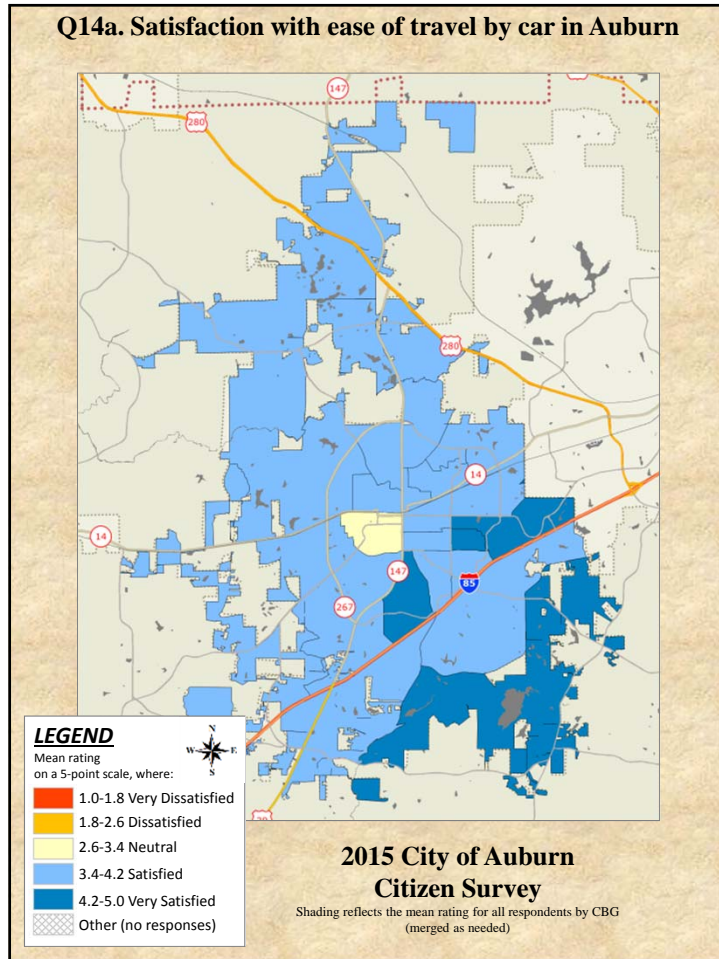 Q14a. Satisfaction with ease of travel by car in Auburn
147
280
280
14
14
147
85
267
LEGEND
Mean rating
on a 5-point scale, where:
N
W E
S
1.0-1.8 Very Dissatisfied
1.8-2.6 Dissatisfied
2.6-3.4 Neutral
3.4-4.2 Satisfied
4.2-5.0 Very Satisfied
Other (no responses)
2015 City of Auburn
Citizen Survey
Shading reflects the mean rating for all respondents by CBG
(merged as needed)